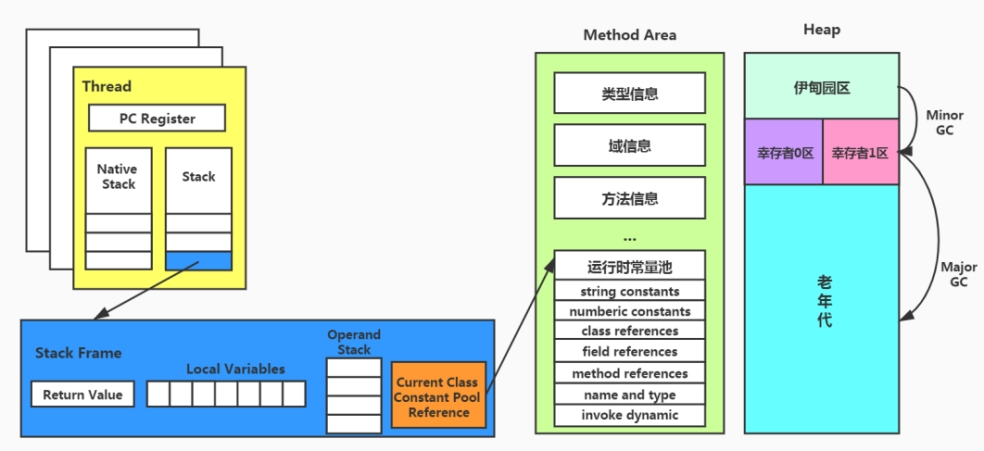 Thread
PC Register
Native
Stack
Stack
Stack Frame
Return Value
Local Variables
Operand
Stack
Current Class
Constant Pool
Reference
Method Area
类型信息
域信息
方法信息
...
运行时常量池
string constants
numberic constants
class references
field references
method references
name and type
invoke dynamic
Heap
伊甸园区
幸存者0区
幸存者1区
老
年
代
Minor
GC
Major
GC